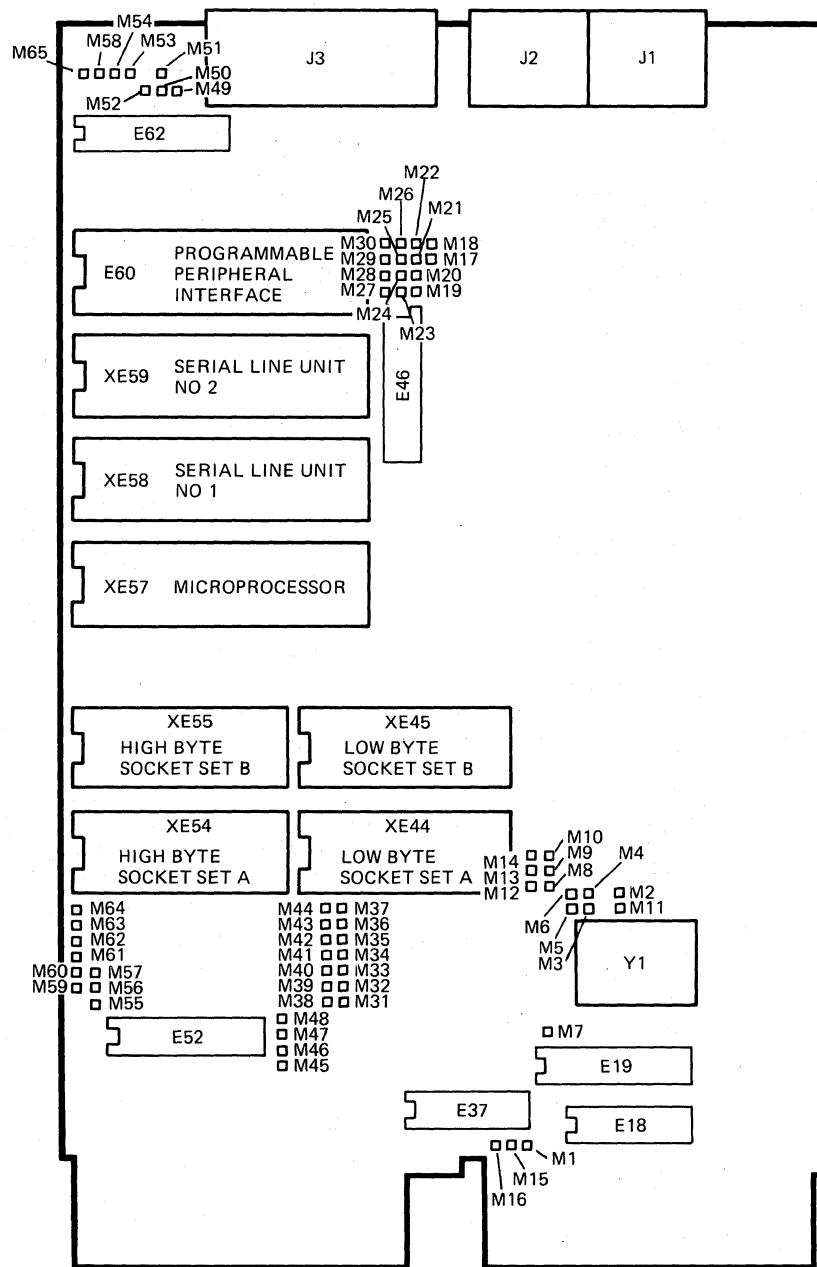 M54
M58 M53
M51
M65
M50
M49
M52
J3
J2
J1
E62
M22
M26
M25 M21
M30 M18
M29 M17
M28 M20
M27 M19
M24
M23
E60
PROGRAMMABLE
PERIPHERAL
INTERFACE
E46
XE59
SERIAL LINE UNIT
NO 2
XE58
SERIAL LINE UNIT
NO 1
XE57 MICROPROCESSOR
XE55
HIGH BYTE
SOCKET SET B
XE45
LOW BYTE
SOCKET SET B
XE54
HIGH BYTE
SOCKET SET A
XE44
LOW BYTE
SOCKET SET A
M10
M14 M9
M13 M8
M12
M4
M2
M6 M11
M5
M3
Y1
M64
M63
M62
M61
M60 M57
M59 M56
M55
M44 M37
M43 M36
M42 M35
M41 M34
M40 M33
M39 M32
M38 M31
M48
M47
M46
M45
E52
M7
E19
E37
E18
M1
M15
M16